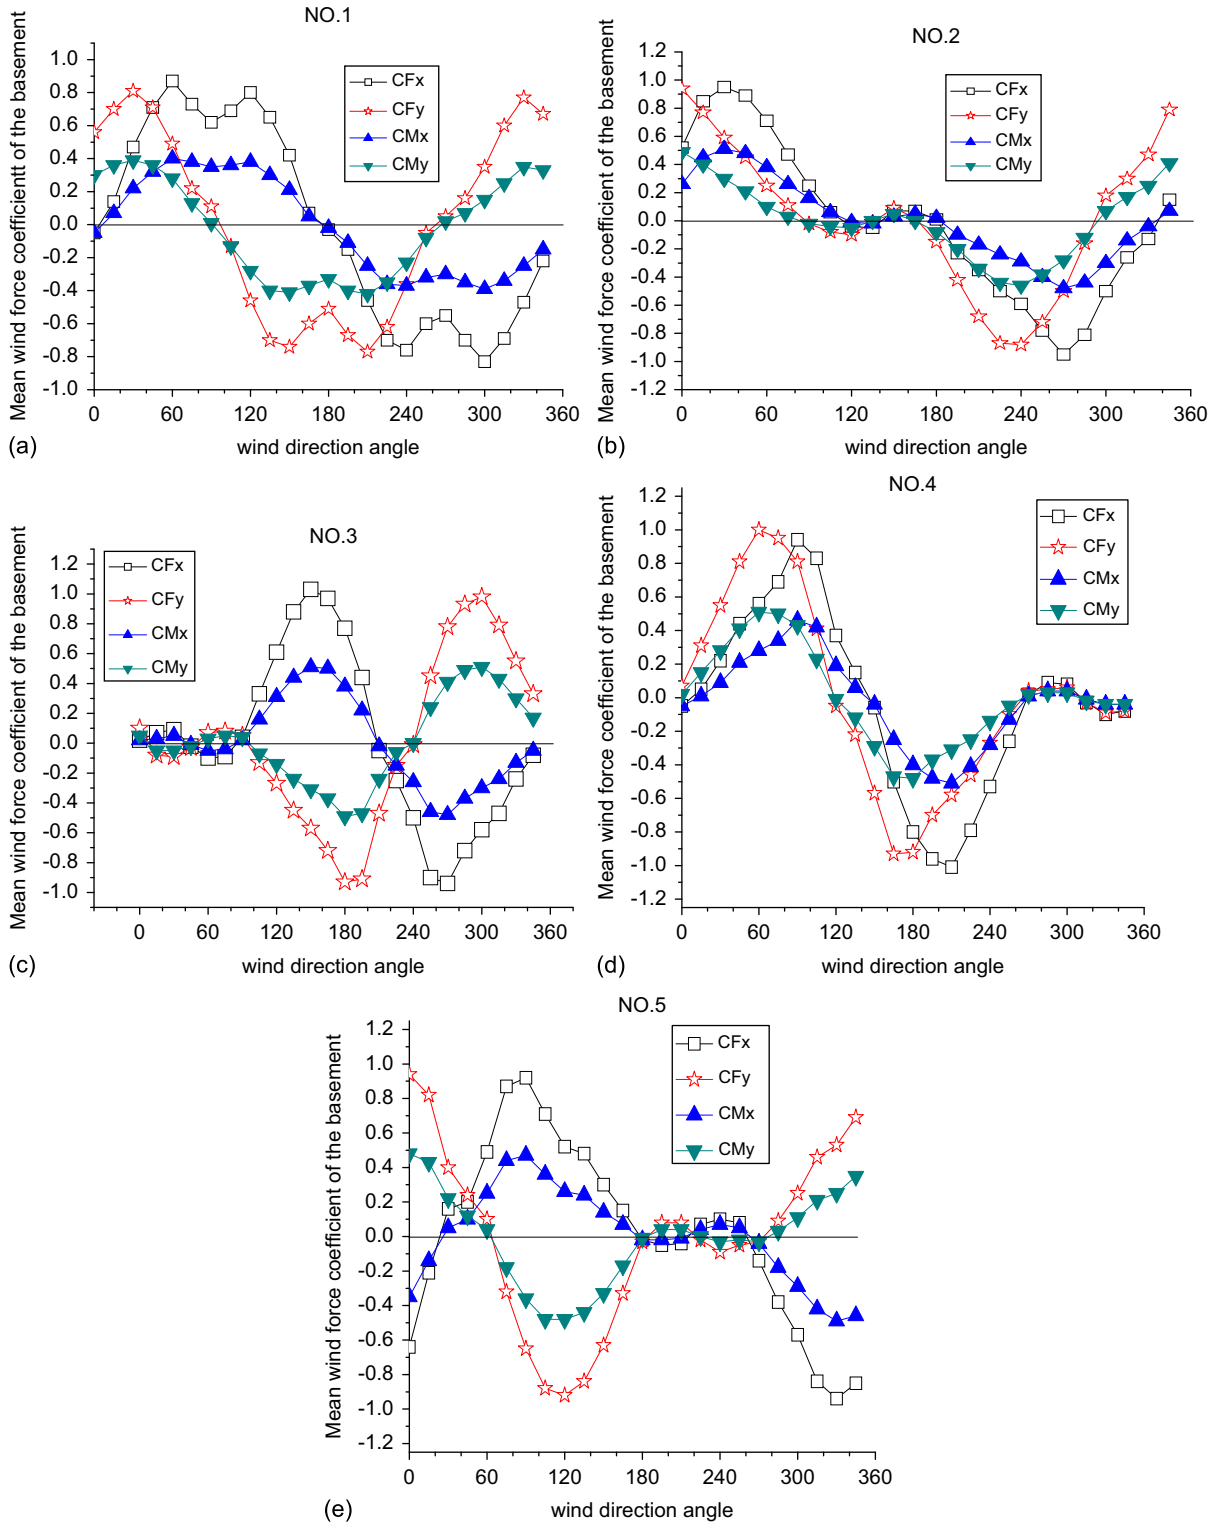 NO.1
Mean wind force coefficient of the basement
1.0
0.8
0.6
0.4
0.2
0.0
-0.2
-0.4
-0.6
-0.8
-1.0
CFx
CFy
CMx
CMy
0 60 120 180 240 300 360
wind direction angle
(a)
NO.2
Mean wind force coefficient of the basement
1.2
1.0
0.8
0.6
0.4
0.2
0.0
-0.2
-0.4
-0.6
-0.8
-1.0
-1.2
CFx
CFy
CMx
CMy
0 60 120 180 240 300 360
wind direction angle
(b)
NO.3
Mean wind force coefficient of the basement
1.2
1.0
0.8
0.6
0.4
0.2
0.0
-0.2
-0.4
-0.6
-0.8
-1.0
CFx
CFy
CMx
CMy
0 60 120 180 240 300 360
wind direction angle
(c)
NO.4
Mean wind force coefficient of the basement
1.2
1.0
0.8
0.6
0.4
0.2
0.0
-0.2
-0.4
-0.6
-0.8
-1.0
-1.2
CFx
CFy
CMx
CMy
0 60 120 180 240 300 360
wind direction angle
(d)
NO.5
Mean wind force coefficient of the basement
1.2
1.0
0.8
0.6
0.4
0.2
0.0
-0.2
-0.4
-0.6
-0.8
-1.0
-1.2
CFx
CFy
CMx
CMy
0 60 120 180 240 300 360
wind direction angle
(e)